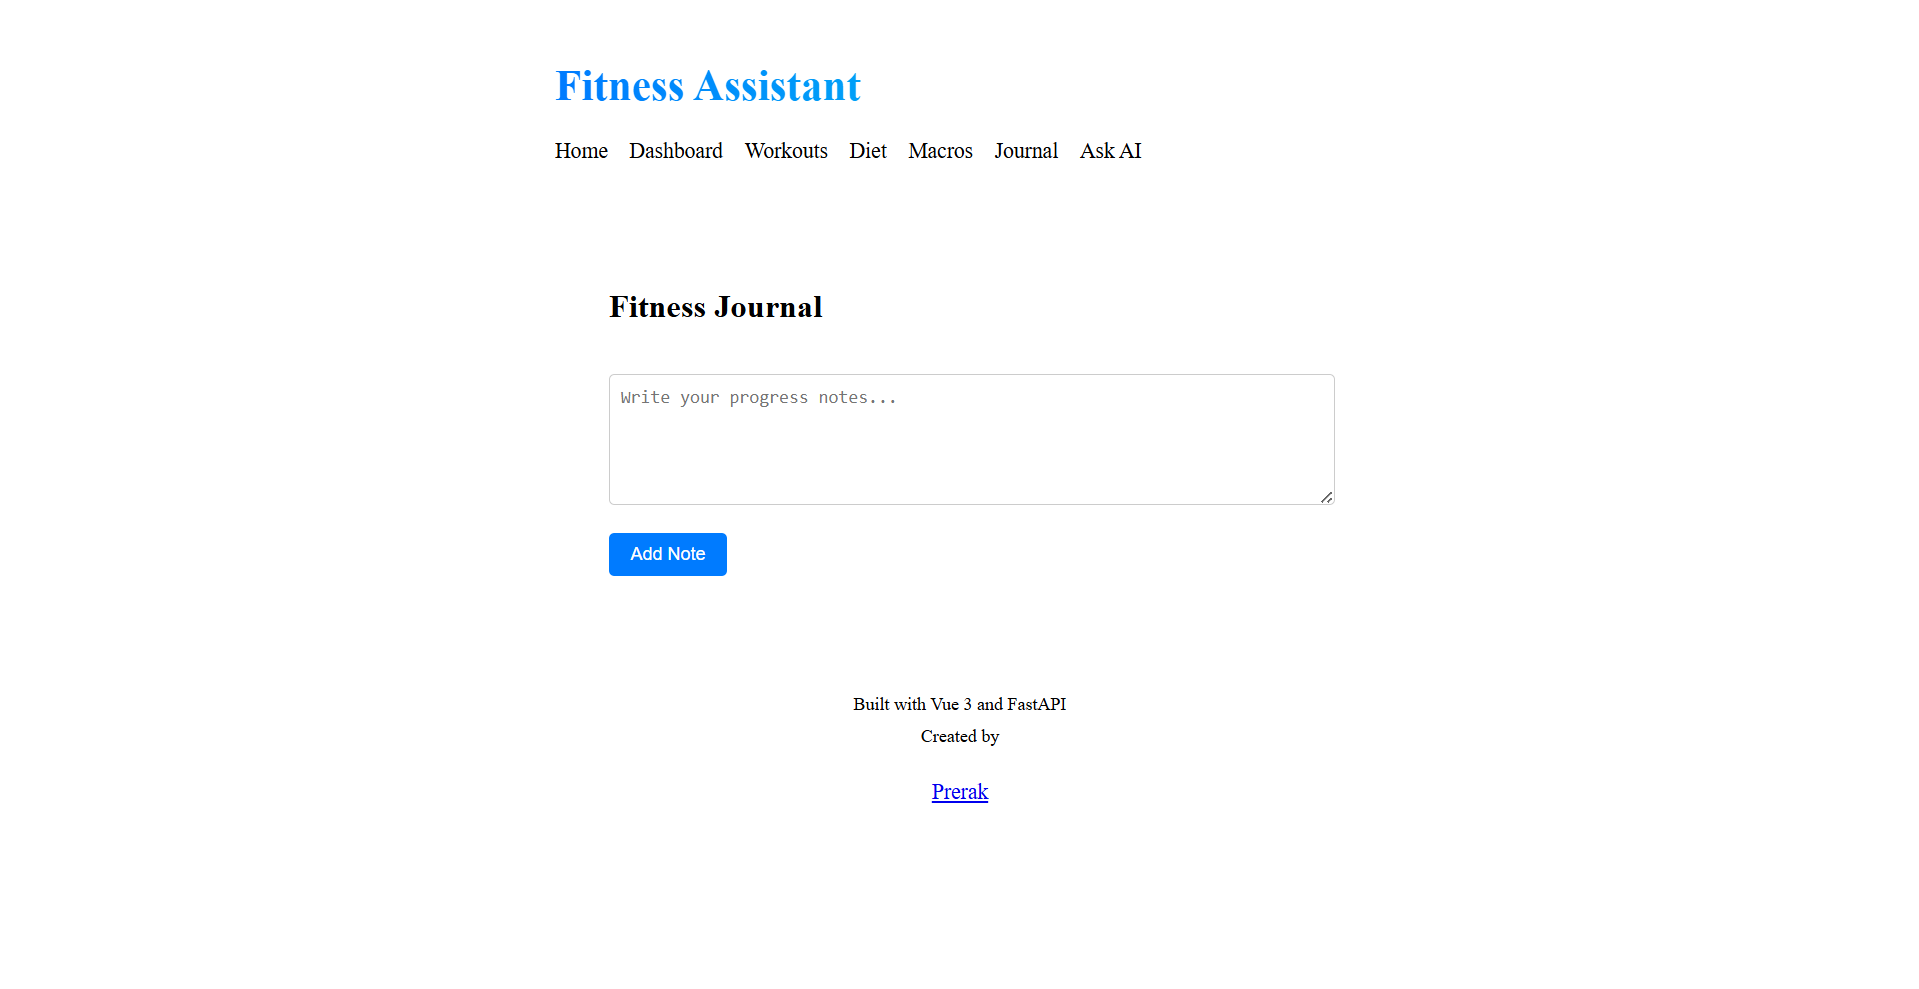 Fitness Assistant
Home Dashboard Workouts Diet Macros Journal Ask AI
Fitness Journal
Write your progress notes...
Add Note
Built with Vue 3 and FastAPI
Created by
Prerak